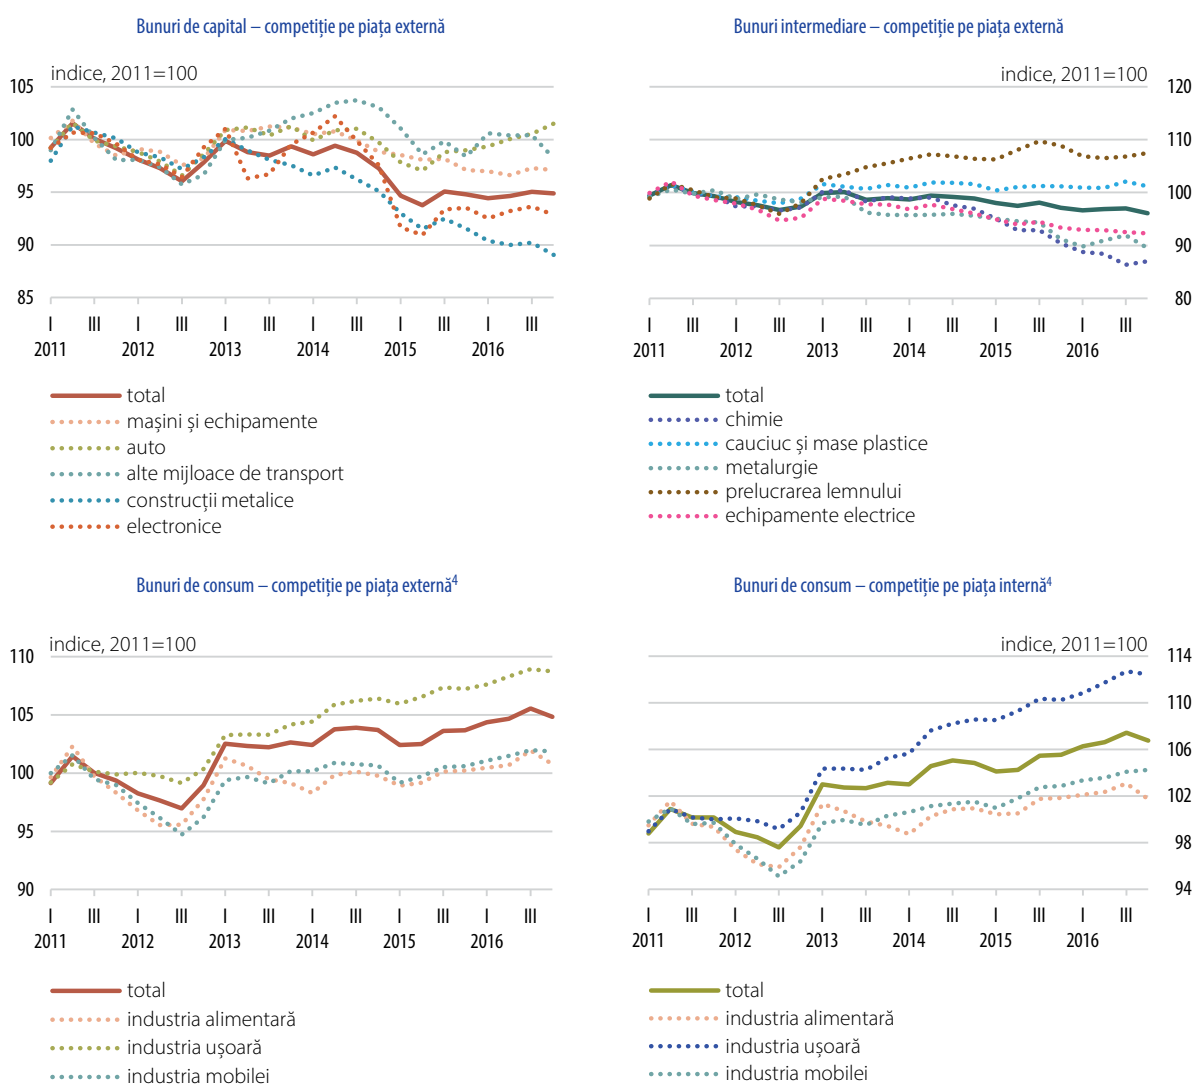 Bunuri de capital – competiție pe piața externă
indice, 2011=100
105
100
95
90
85
I III I III I III I III I III I III
2011 2012 2013 2014 2015 2016
total
mașini și echipamente
auto
alte mijloace de transport
construcții metalice
electronice
Bunuri intermediare – competiție pe piața externă
indice, 2011=100
120
110
100
90
80
I III I III I III I III I III I III
2011 2012 2013 2014 2015 2016
total
chimie
cauciuc și mase plastice
metalurgie
prelucrarea lemnului
echipamente electrice
Bunuri de consum – competiție pe piața externă4
indice, 2011=100
110
105
100
95
90
I III I III I III I III I III I III
2011 2012 2013 2014 2015 2016
total
industria alimentară
industria ușoară
industria mobilei
Bunuri de consum – competiție pe piața internă4
indice, 2011=100
114
110
106
102
98
94
I III I III I III I III I III I III
2011 2012 2013 2014 2015 2016
total
industria alimentară
industria ușoară
industria mobilei